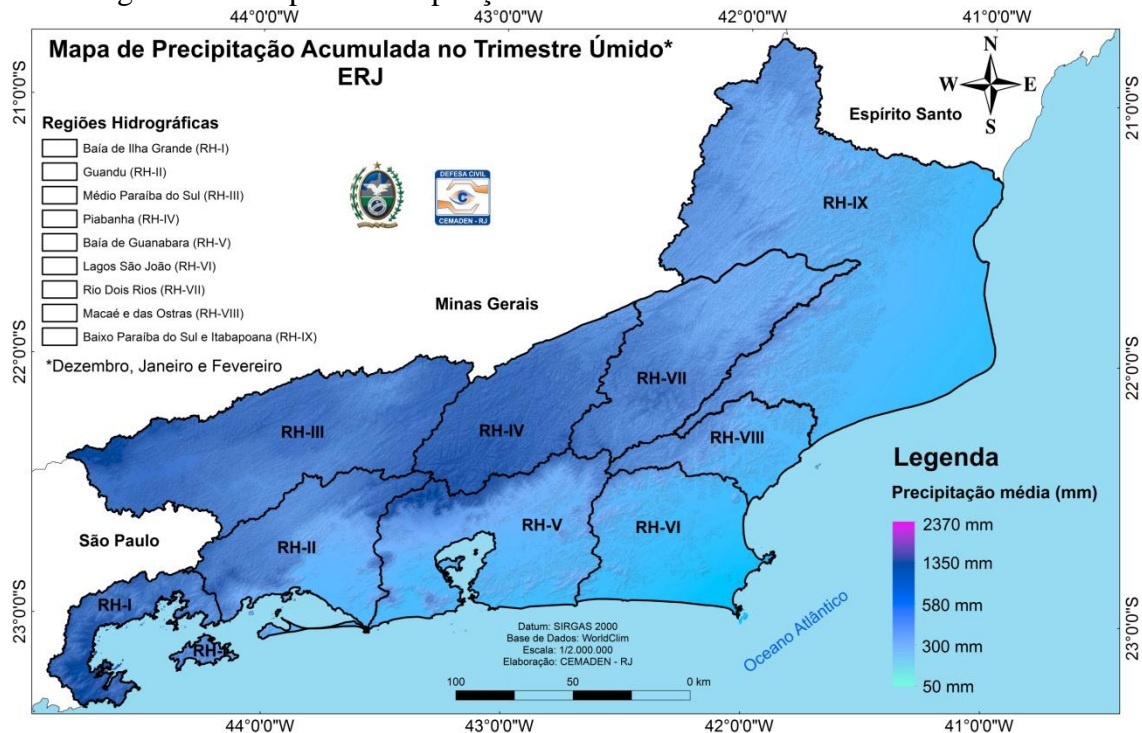 44°0'0"W
43°0'0"W
42°0'0"W
41°0'0"W
Mapa de Precipitação Acumulada no Trimestre Úmido*
ERJ
N
W
E
S
21°0'0"S
22°0'0"S
23°0'0"S
21°0'0"S
22°0'0"S
23°0'0"S
Regiões Hidrográficas
Baía de Ilha Grande (RH-I)
Guandu (RH-II)
Médio Paraíba do Sul (RH-III)
Piabanha (RH-IV)
Baía de Guanabara (RH-V)
Lagos São João (RH-VI)
Rio Dois Rios (RH-VII)
Macaé e das Ostras (RH-VIII)
Baixo Paraíba do Sul e Itabapoana (RH-IX)
*Dezembro, Janeiro e Fevereiro
DEFESA CIVIL
C
CEMADEN - RJ
Espírito Santo
Minas Gerais
São Paulo
RH-IX
RH-VII
RH-III
RH-IV
RH-VIII
RH-V
RH-VI
RH-II
RH-I
RH-I
Oceano Atlântico
Legenda
Precipitação média (mm)
2370 mm
1350 mm
580 mm
300 mm
50 mm
Datum: SIRGAS 2000
Base de Dados: WorldClim
Escala: 1/2.000.000
Elaboração: CEMADEN - RJ
100 50 0 km
44°0'0"W
43°0'0"W
42°0'0"W
41°0'0"W